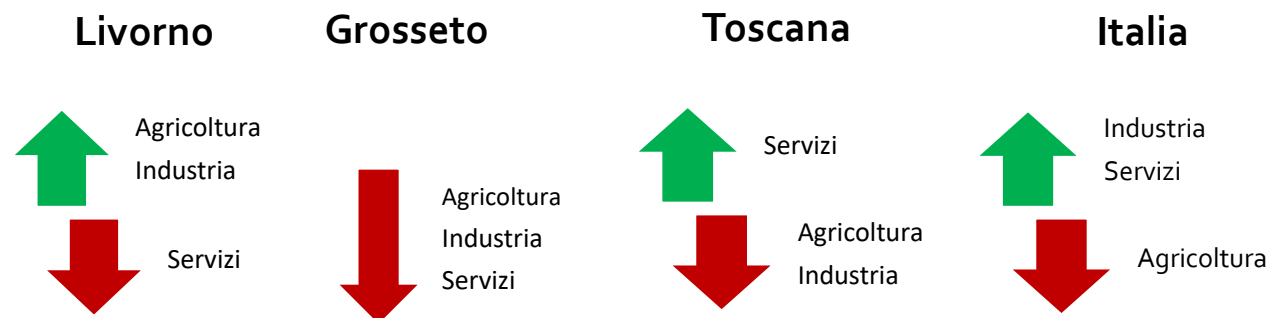 Livorno
Agricoltura
Industria
Servizi
Grosseto
Agricoltura
Industria
Servizi
Toscana
Servizi
Agricoltura
Industria
Italia
Industria
Servizi
Agricoltura